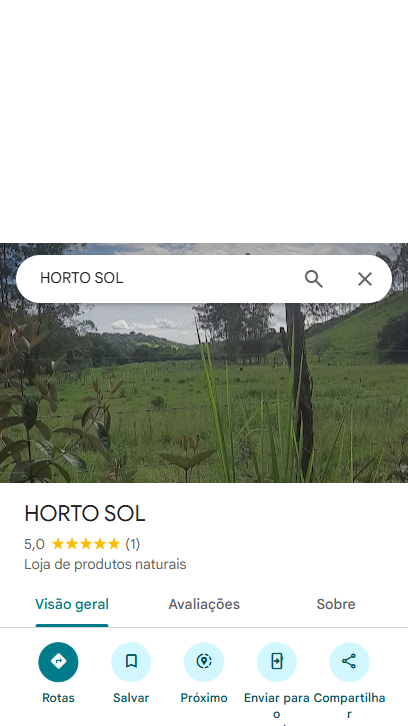 HORTO SOL
HORTO SOL
5,0 (1)
Loja de produtos naturais
Visão geral Avaliações Sobre
Rotas Salvar Próximo Enviar para Compartilha
o r